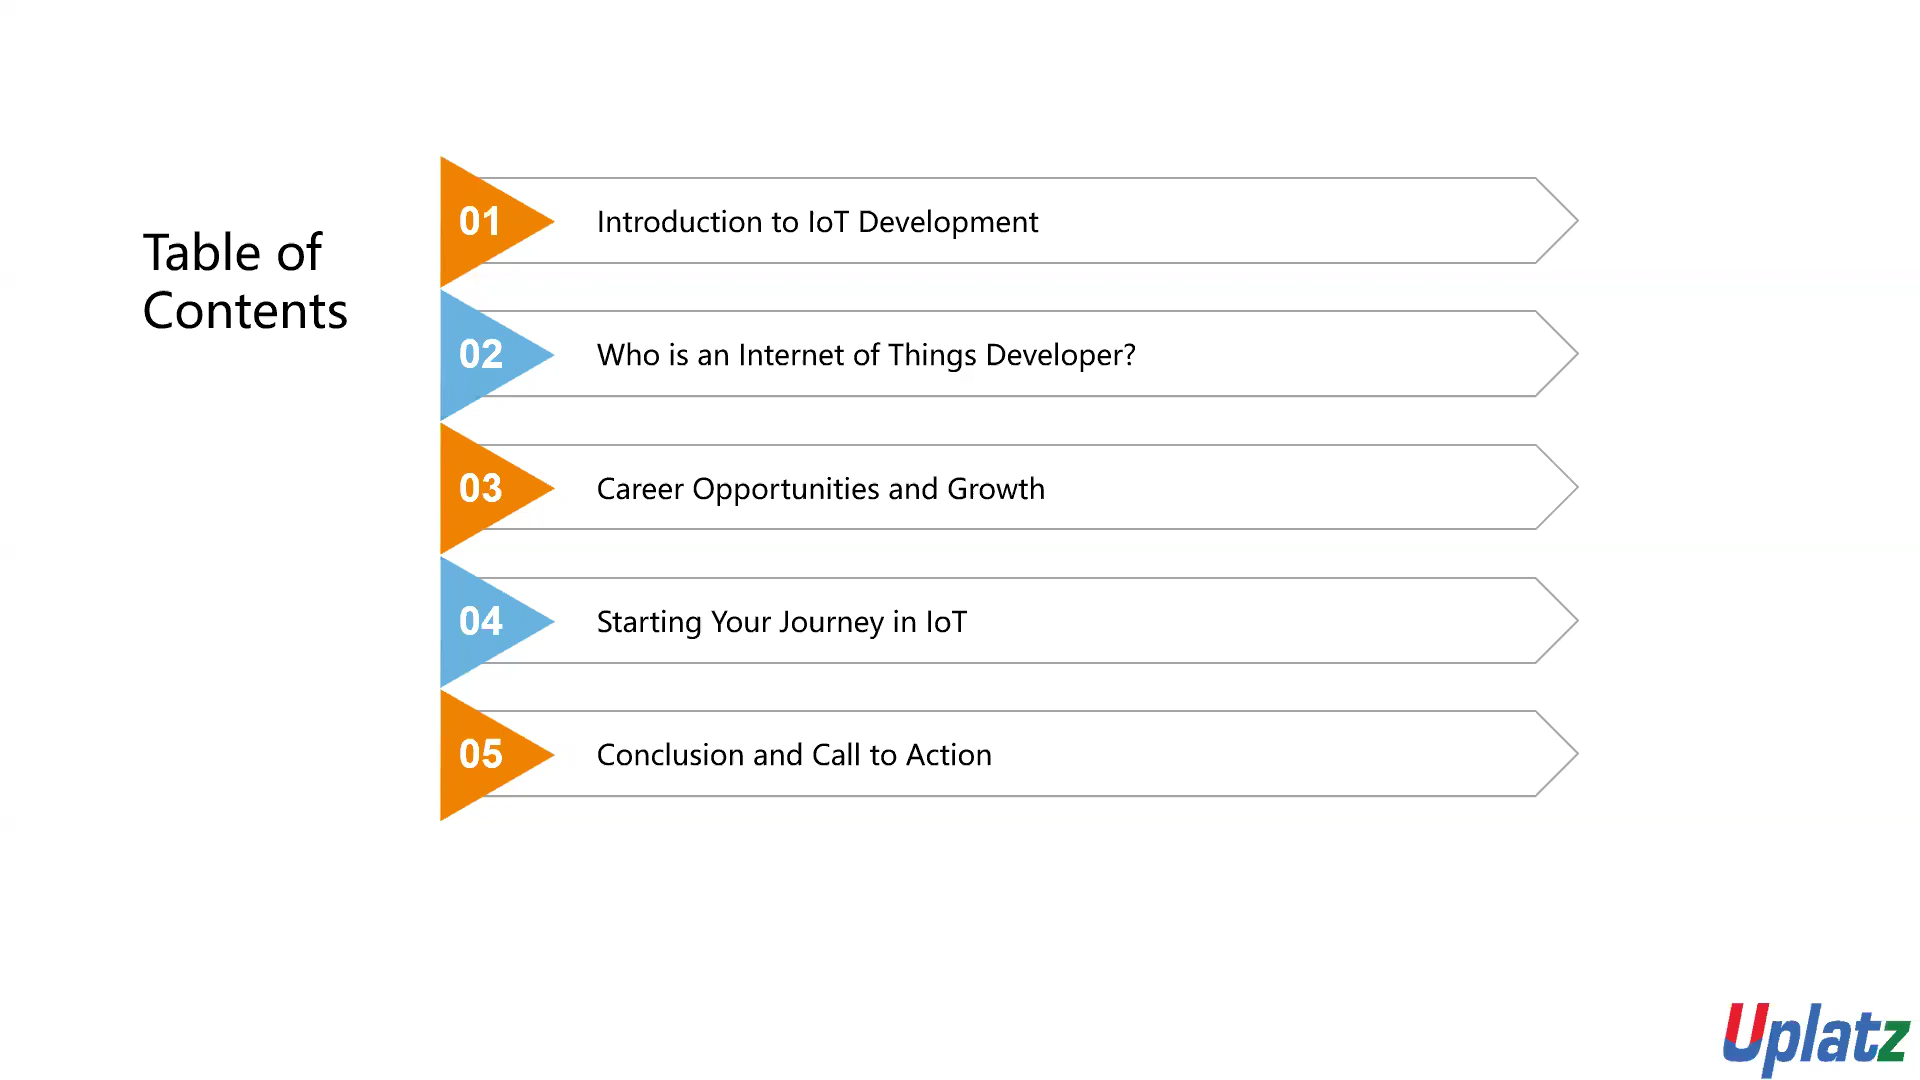 Table of
Contents
01
Introduction to IoT Development
02
Who is an Internet of Things Developer?
03
Career Opportunities and Growth
04
Starting Your Journey in IoT
05
Conclusion and Call to Action
Uplatz